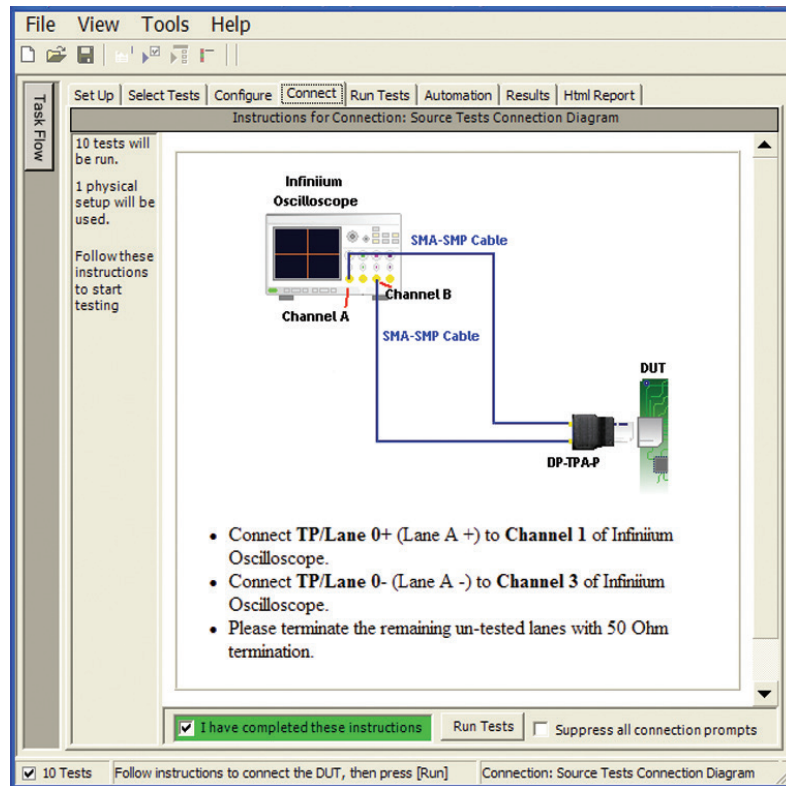 File View Tools Help
Task Flow
Set Up Select Tests Configure Connect Run Tests Automation Results Html Report
Instructions for Connection: Source Tests Connection Diagram
10 tests will
be run.
1 physical
setup will be
used.
Follow these
instructions
to start
testing
Infiniium
Oscilloscope
SMA-SMP Cable
Channel B
Channel A
SMA-SMP Cable
DUT
DP-TPA-P
• Connect TP/Lane 0+ (Lane A +) to Channel 1 of Infiniium
Oscilloscope.
• Connect TP/Lane 0- (Lane A -) to Channel 3 of Infiniium
Oscilloscope.
• Please terminate the remaining un-tested lanes with 50 Ohm
termination.
I have completed these instructions Run Tests Suppress all connection prompts
10 Tests Follow instructions to connect the DUT, then press [Run] Connection: Source Tests Connection Diagram